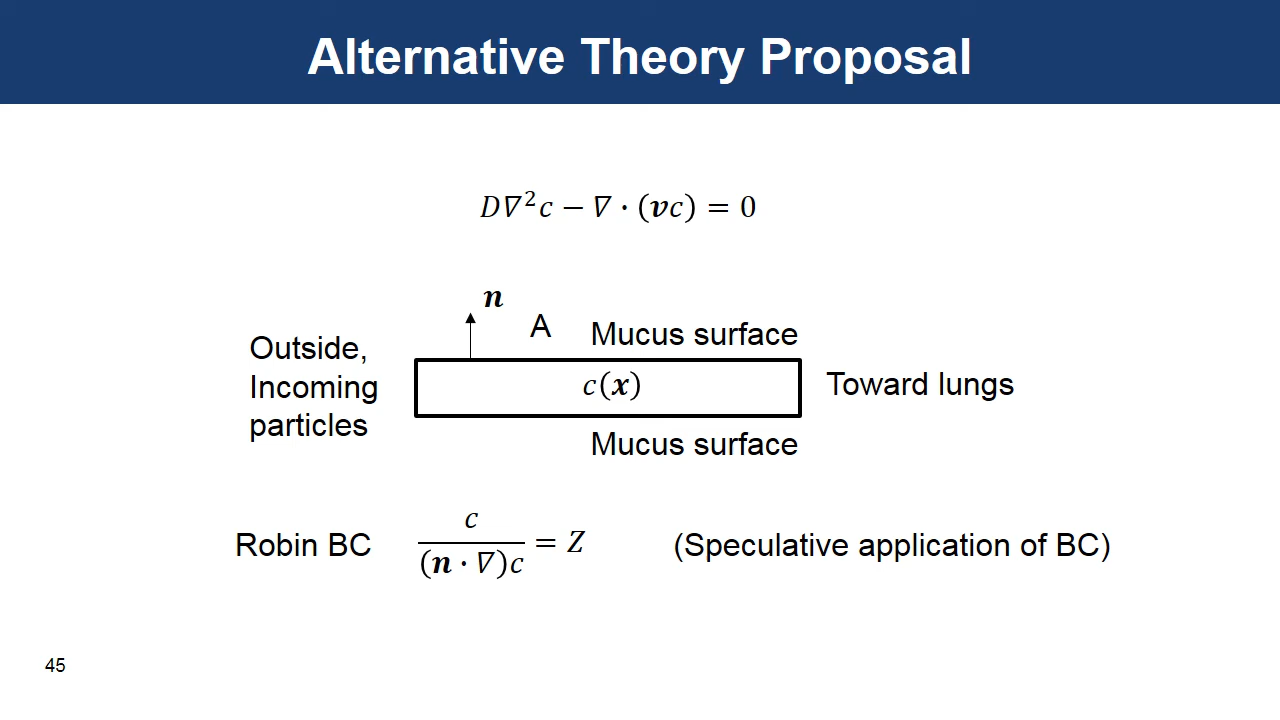 Alternative Theory Proposal
D∇²c − ∇ · (vc) = 0
n
A
Mucus surface
Outside,
Incoming
particles
c(x)
Toward lungs
Mucus surface
Robin BC c/(n · ∇)c = Z (Speculative application of BC)
45